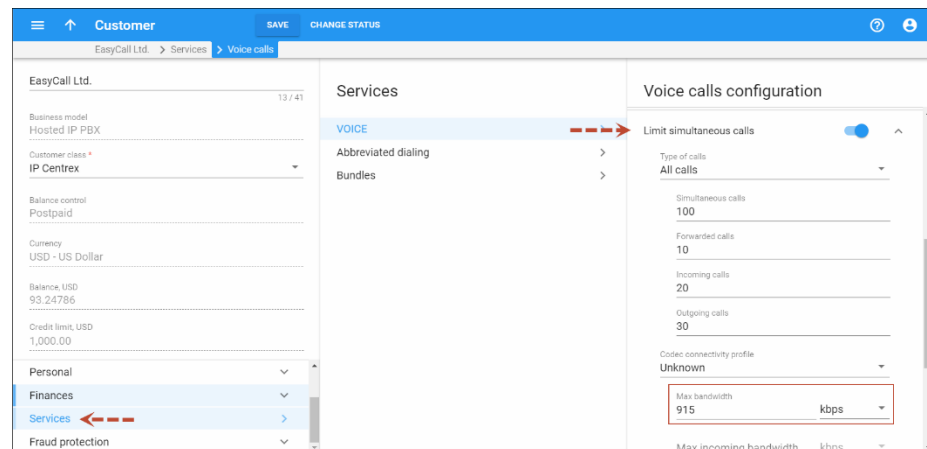 Customer
SAVE
CHANGE STATUS
EasyCall Ltd. > Services > Voice calls
EasyCall Ltd.
13 / 41
Business model
Hosted IP PBX
Customer class *
IP Centrex
Balance control
Postpaid
Currency
USD - US Dollar
Balance, USD
93.24786
Credit limit, USD
1,000.00
Personal
Finances
Services
Fraud protection
Services
VOICE
Abbreviated dialing
Bundles
Voice calls configuration
Limit simultaneous calls
Type of calls
All calls
Simultaneous calls
100
Forwarded calls
10
Incoming calls
20
Outgoing calls
30
Codec connectivity profile
Unknown
Max bandwidth
915 kbps
Max incoming bandwidth kbps